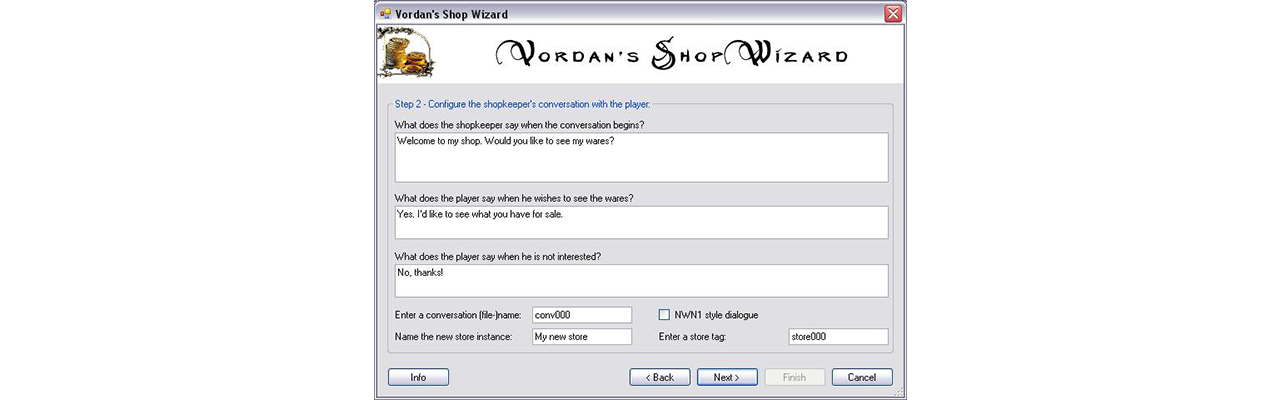 Vordan's Shop Wizard
Vordan's Shop Wizard
Step 2 - Configure the shopkeeper's conversation with the player.
What does the shopkeeper say when the conversation begins?
Welcome to my shop. Would you like to see my wares?
What does the player say when he wishes to see the wares?
Yes. I'd like to see what you have for sale.
What does the player say when he is not interested?
No, thanks!
Enter a conversation (file-)name: conv000 NWN1 style dialogue
Name the new store instance: My new store Enter a store tag: store000
Info < Back Next > Finish Cancel